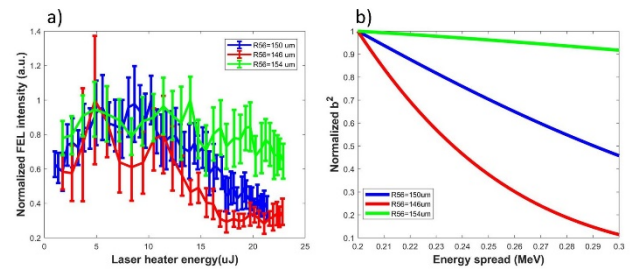 a)
Normalized FEL intensity (a.u.)
1.4
1.2
1
0.8
0.6
0.4
0.2
0 5 10 15 20 25
Laser heater energy(uJ)
R56=150 um
R56=146 um
R56=154 um
b)
Normalized b²
1
0.9
0.8
0.7
0.6
0.5
0.4
0.3
0.2
0.1
0.2 0.21 0.22 0.23 0.24 0.25 0.26 0.27 0.28 0.29 0.3
Energy spread (MeV)
R56=150um
R56=146um
R56=154um